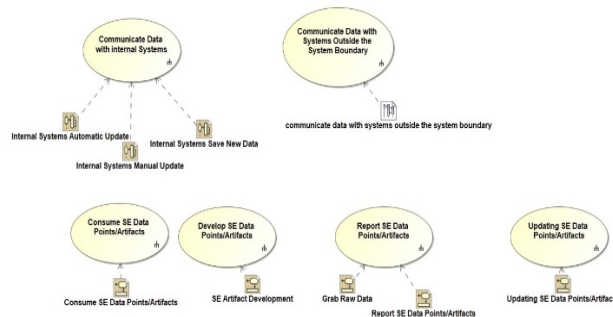 Communicate Data
with internal Systems
Communicate Data with
Systems Outside the
System Boundary
Internal Systems Automatic Update
Internal Systems Save New Data
Internal Systems Manual Update
communicate data with systems outside the system boundary
Consume SE Data
Points/Artifacts
Develop SE Data
Points/Artifacts
Report SE Data
Points/Artifacts
Updating SE Data
Points/Artifacts
Consume SE Data Points/Artifacts
SE Artifact Development
Grab Raw Data
Report SE Data Points/Artifacts
Updating SE Data Points/Artifac